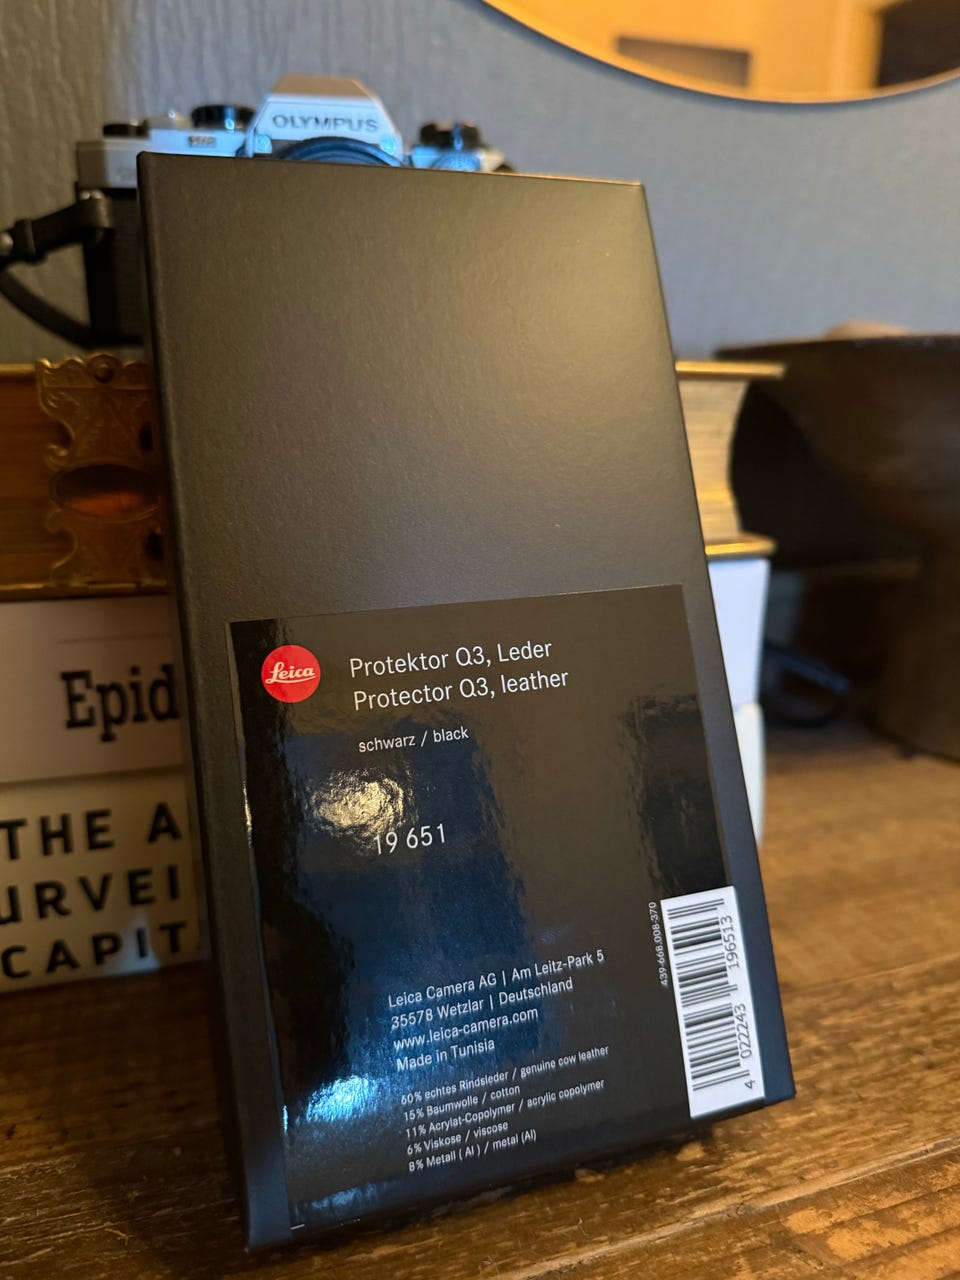 OLYMPUS
Leica
Protektor Q3, Leder
Protector Q3, leather
schwarz / black
19 651
Leica Camera AG | Am Leitz-Park 5
35578 Wetzlar | Deutschland
www.leica-camera.com
Made in Tunisia
60% echtes Rindsleder / genuine cow leather
15% Baumwolle / cotton
11% Acrylat-Copolymer / acrylic copolymer
6% Viskose / viscose
8% Metall ( Al ) / metal (Al)
439-668.008-370
4 022243 196513
Epid
THE A
URVEI
CAPIT